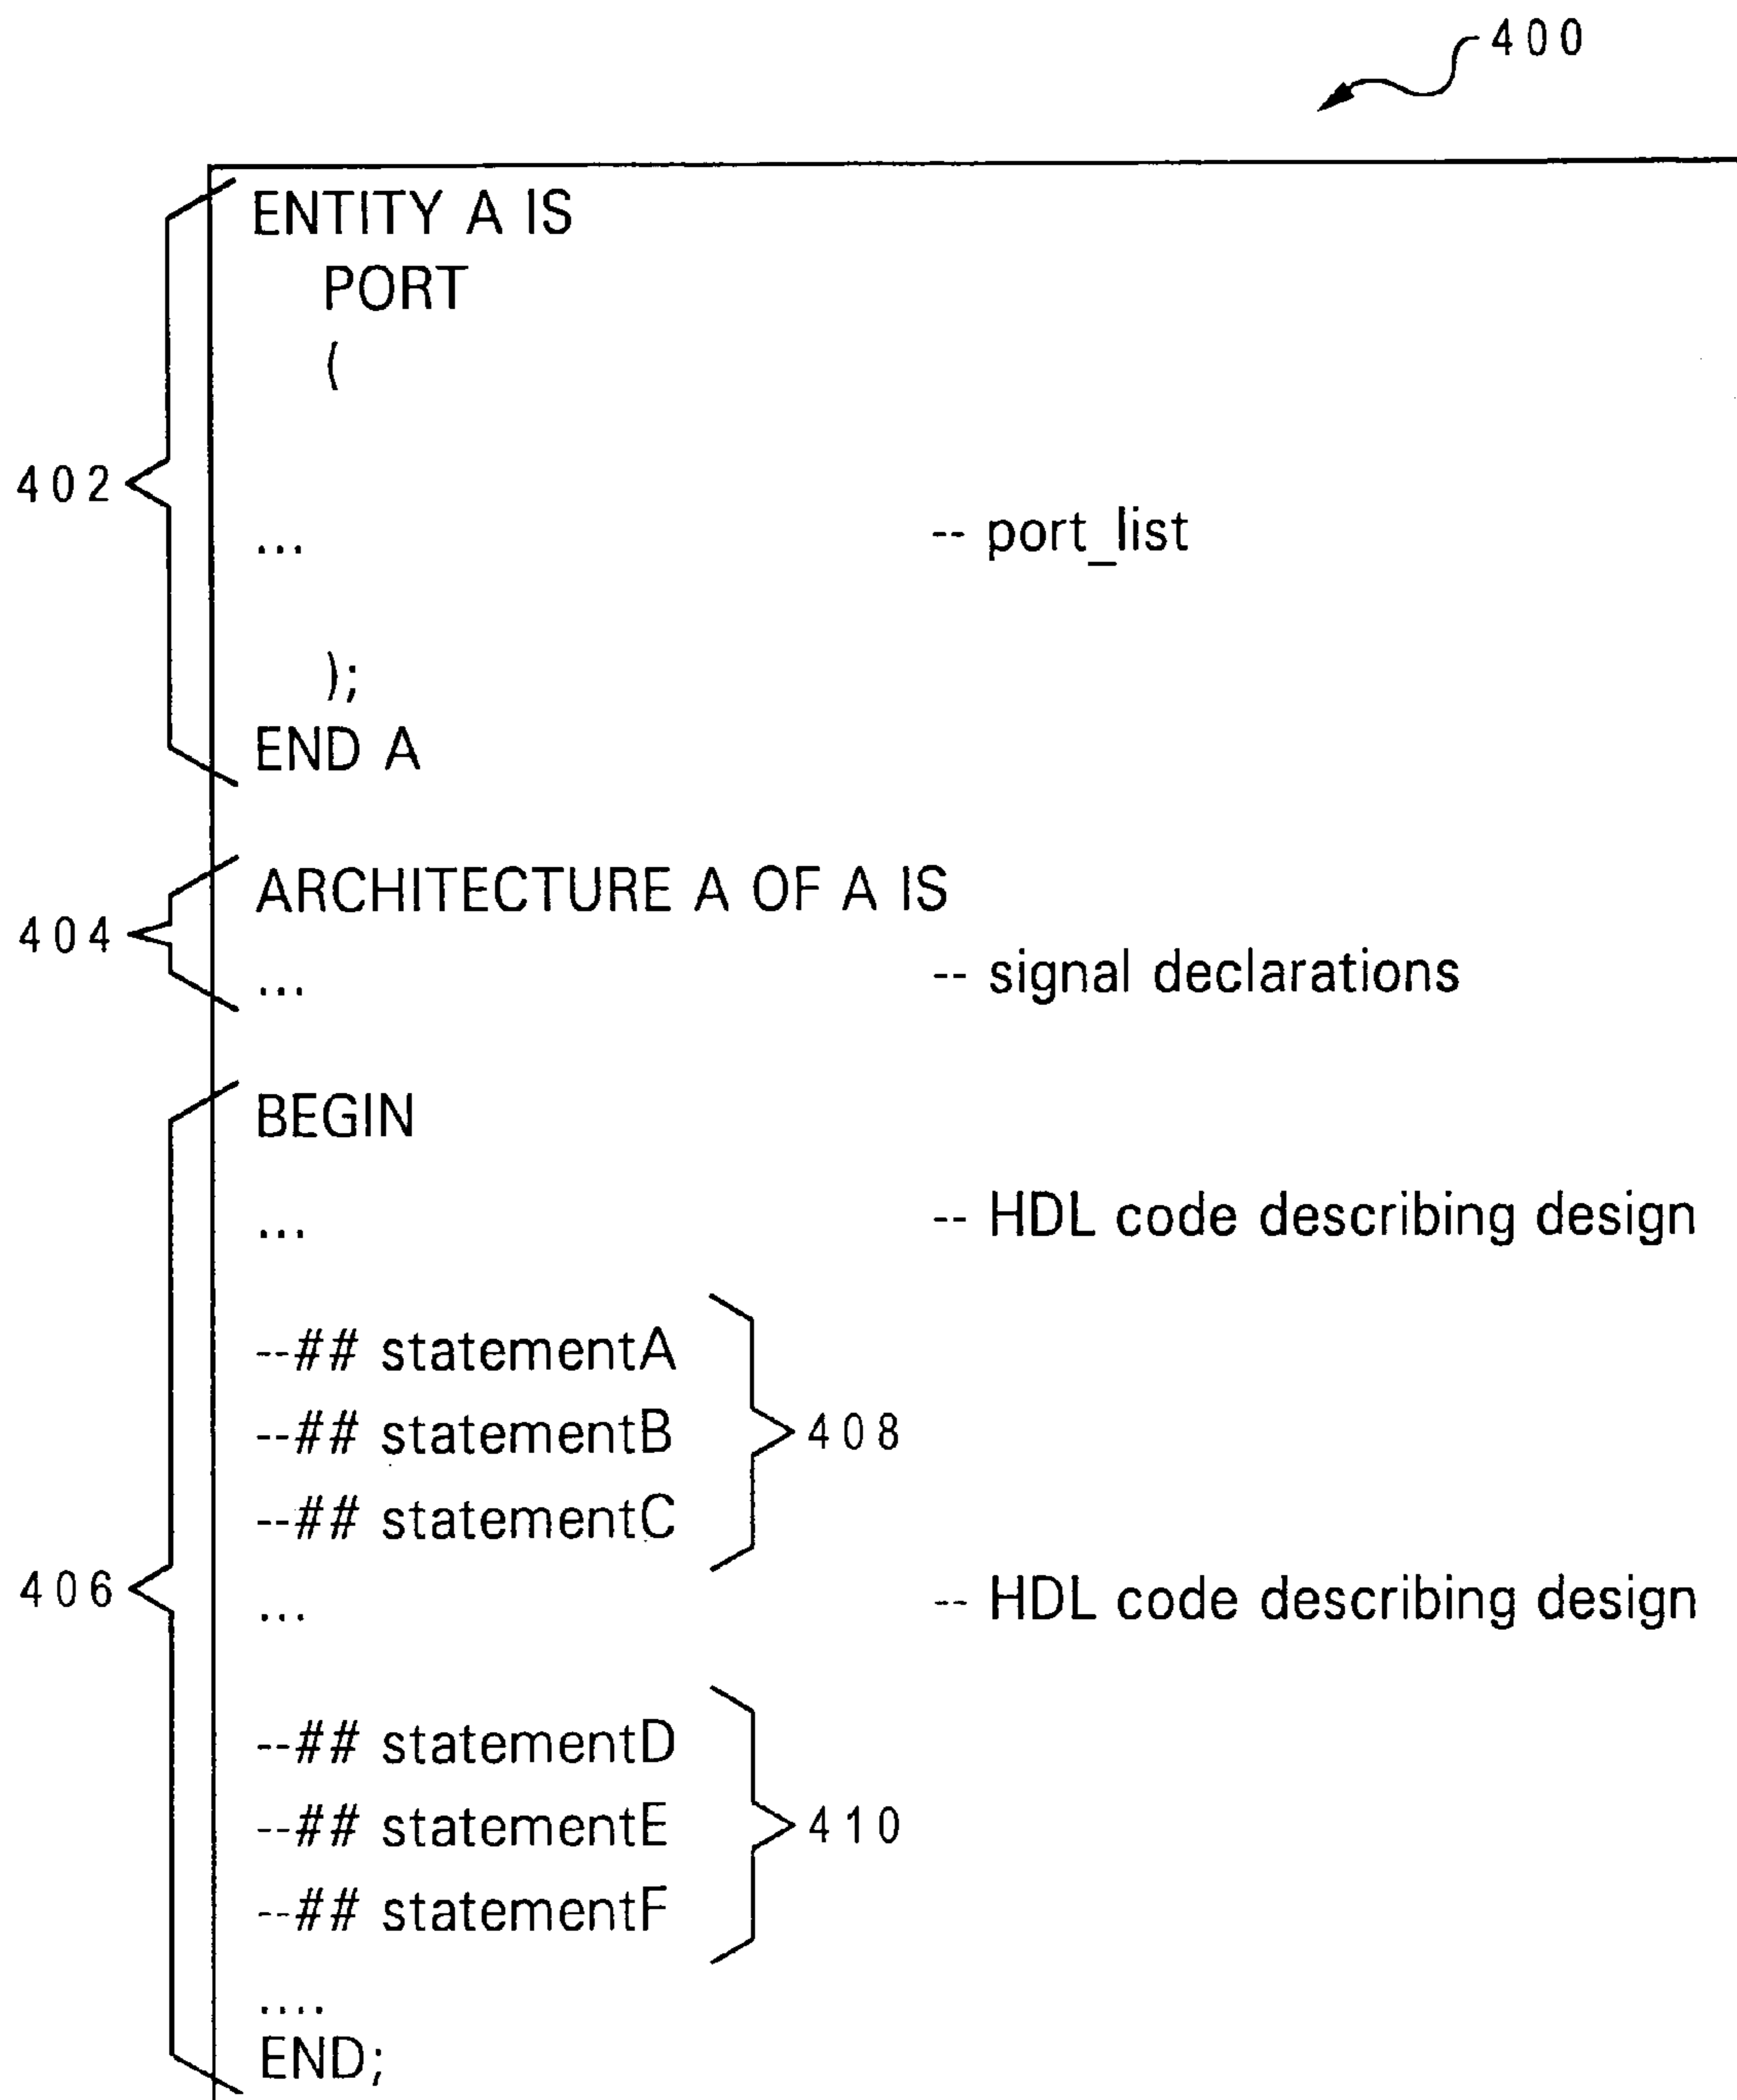 400
ENTITY A IS
PORT
(
402
... -- port_list
);
END A
ARCHITECTURE A OF A IS
404
... -- signal declarations
BEGIN
... -- HDL code describing design
--## statementA
--## statementB 408
--## statementC
406
... -- HDL code describing design
--## statementD
--## statementE 410
--## statementF
....
END;